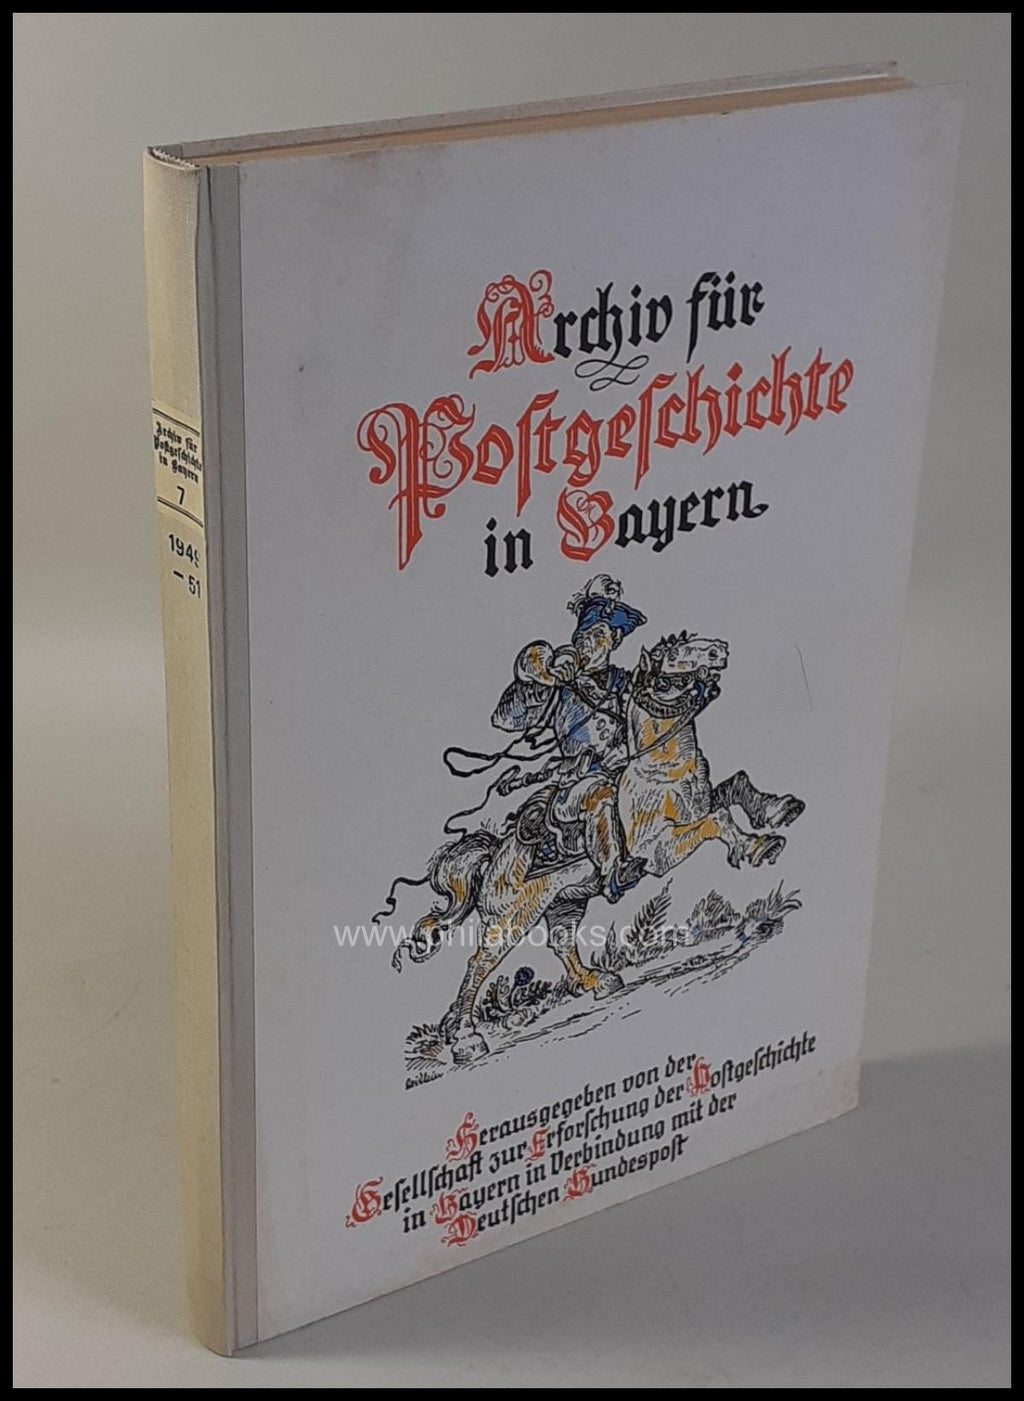 Archiv für
Postgeschichte
in Bayern
Herausgegeben von der
Gesellschaft zur Erforschung der Postgeschichte
in Bayern in Verbindung mit der
Deutschen Bundespost
Archiv für
Postgeschichte
in Bayern
7
1949
– 51
www.philabooks.com